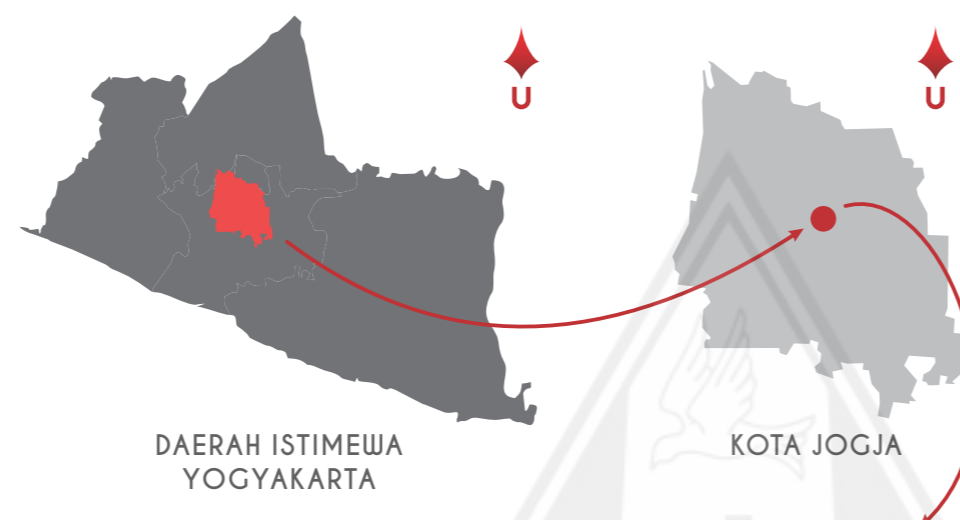 U
U
DAERAH ISTIMEWA
YOGYAKARTA
KOTA JOGJA